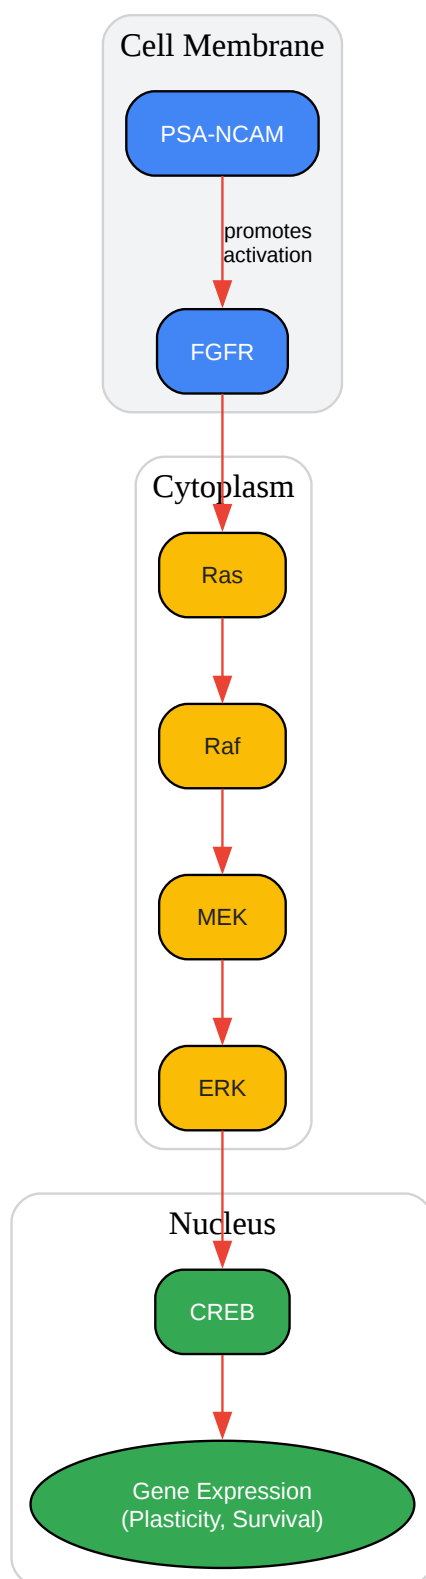 Cell Membrane
PSA-NCAM
promotes
activation
FGFR
Cytoplasm
Ras
Raf
MEK
ERK
Nucleus
CREB
Gene Expression
(Plasticity, Survival)